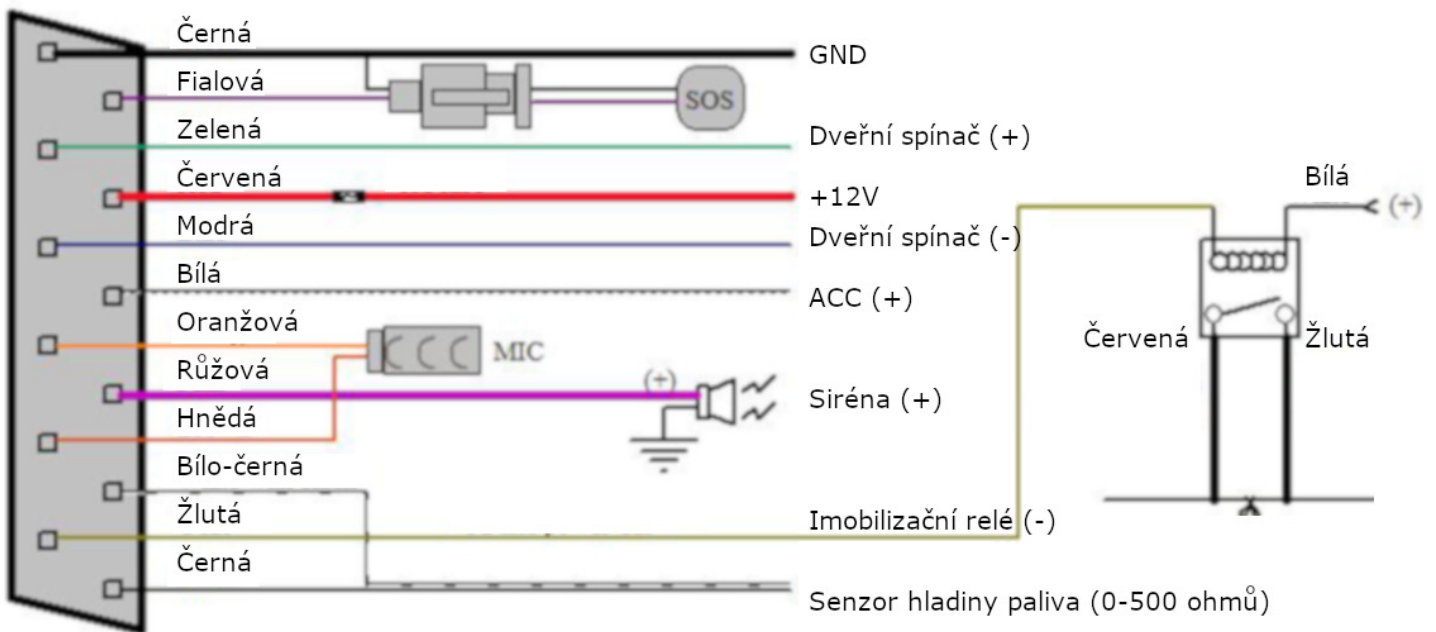 Černá
GND
Fialová
SOS
Zelená
Dveřní spínač (+)
Červená
+12V
Bílá
(+)
Modrá
Dveřní spínač (-)
Bílá
ACC (+)
Oranžová
MIC
Červená
Žlutá
Růžová
(+)
Siréna (+)
Hnědá
Bílo-černá
Žlutá
Imobilizační relé (-)
Černá
Senzor hladiny paliva (0-500 ohmů)